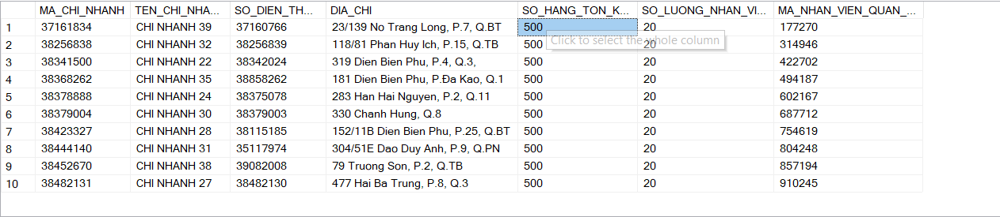 MA_CHI_NHANH TEN_CHI_NHA... SO_DIEN_TH... DIA_CHI SO_HANG_TON_K... SO_LUONG_NHAN_VI... MA_NHAN_VIEN_QUAN_...
1 37161834 CHI NHANH 39 37160766 23/139 No Trang Long, P.7, Q.BT 500 20 177270
Click to select the whole column
2 38256838 CHI NHANH 32 38256839 118/81 Phan Huy Ich, P.15, Q.TB 500 20 314946
3 38341500 CHI NHANH 22 38342024 319 Dien Bien Phu, P.4, Q.3, 500 20 422702
4 38368262 CHI NHANH 35 38858262 181 Dien Bien Phu, P.Đa Kao, Q.1 500 20 494187
5 38378888 CHI NHANH 24 38375078 283 Han Hai Nguyen, P.2, Q.11 500 20 602167
6 38379004 CHI NHANH 30 38379003 330 Chanh Hung, Q.8 500 20 687712
7 38423327 CHI NHANH 28 38115185 152/11B Dien Bien Phu, P.25, Q.BT 500 20 754619
8 38444140 CHI NHANH 31 35117974 304/51E Dao Duy Anh, P.9, Q.PN 500 20 804248
9 38452670 CHI NHANH 38 39082008 79 Truong Son, P.2, Q.TB 500 20 857194
10 38482131 CHI NHANH 27 38482130 477 Hai Ba Trung, P.8, Q.3 500 20 910245